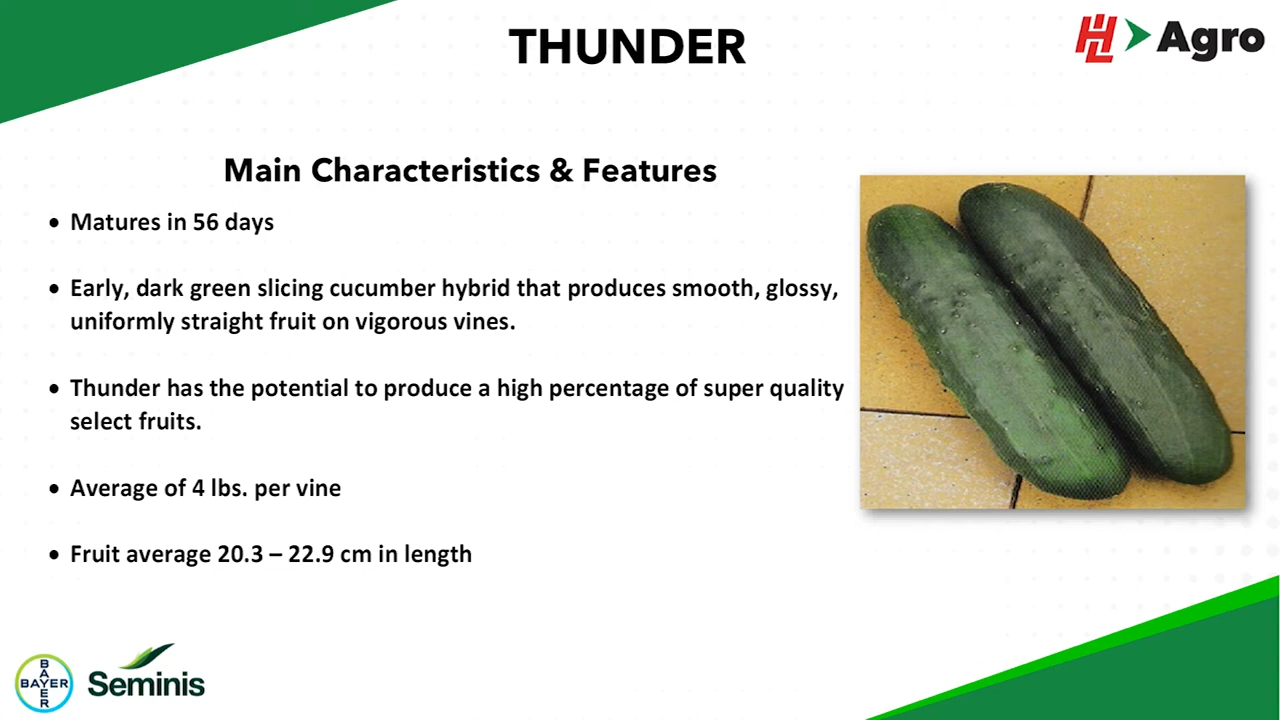 THUNDER
HL Agro
Main Characteristics & Features
• Matures in 56 days
• Early, dark green slicing cucumber hybrid that produces smooth, glossy,
uniformly straight fruit on vigorous vines.
• Thunder has the potential to produce a high percentage of super quality
select fruits.
• Average of 4 lbs. per vine
• Fruit average 20.3 – 22.9 cm in length
BAYER
BAYER
Seminis